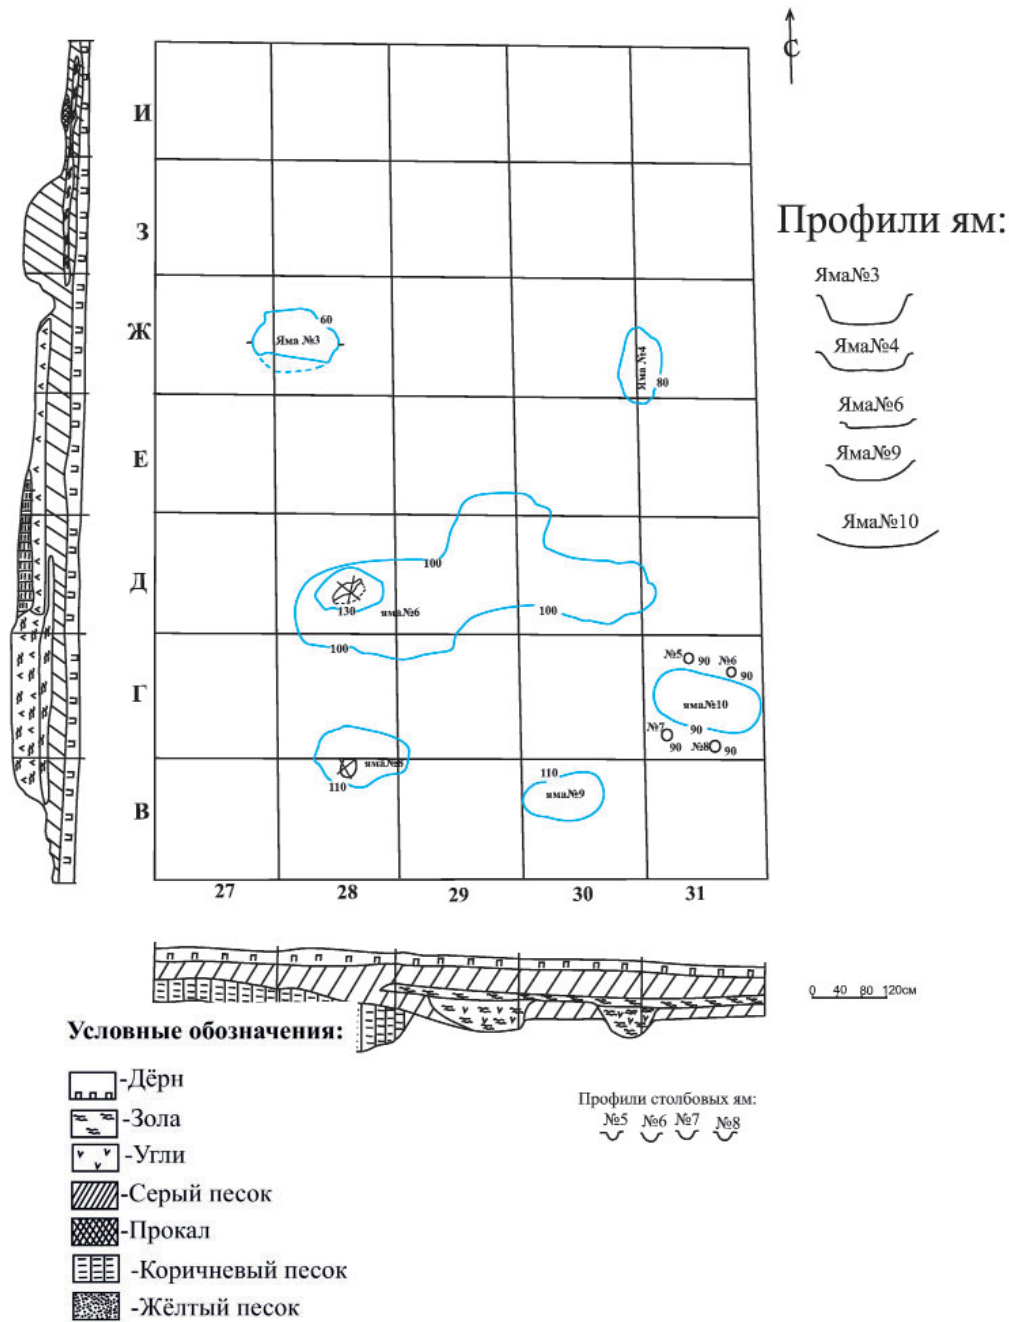 С
И
З
Профили ям:
Яма№3
Ж
60
Яма №3
Яма №4
80
Яма№4
Яма№6
Е
Яма№9
Яма№10
100
Д
130
яма№6
100
100
№5
90
№6
90
Г
яма№10
№7
90
90
№8
90
яма№8
110
110
яма№9
В
27 28 29 30 31
0 40 80 120см
Условные обозначения:
-Дёрн
-Зола
-Угли
-Серый песок
-Прокал
-Коричневый песок
-Жёлтый песок
Профили столбовых ям:
№5 №6 №7 №8